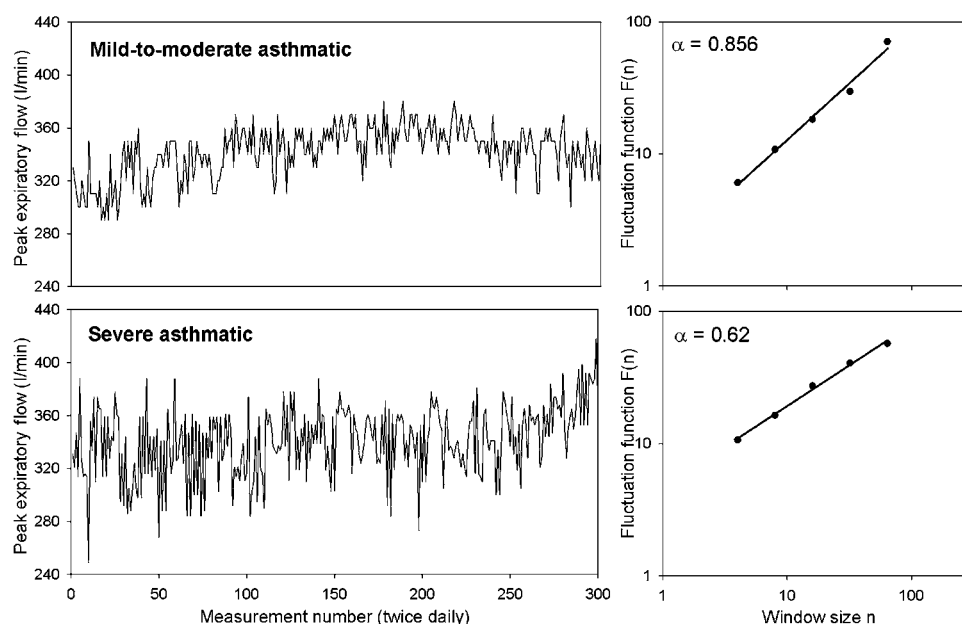 Mild-to-moderate asthmatic
Peak expiratory flow (l/min)
440
400
360
320
280
240
α = 0.856
Fluctuation function F(n)
100
10
1
Severe asthmatic
Peak expiratory flow (l/min)
440
400
360
320
280
240
0 50 100 150 200 250 300
Measurement number (twice daily)
α = 0.62
Fluctuation function F(n)
100
10
1
1 10 100
Window size n